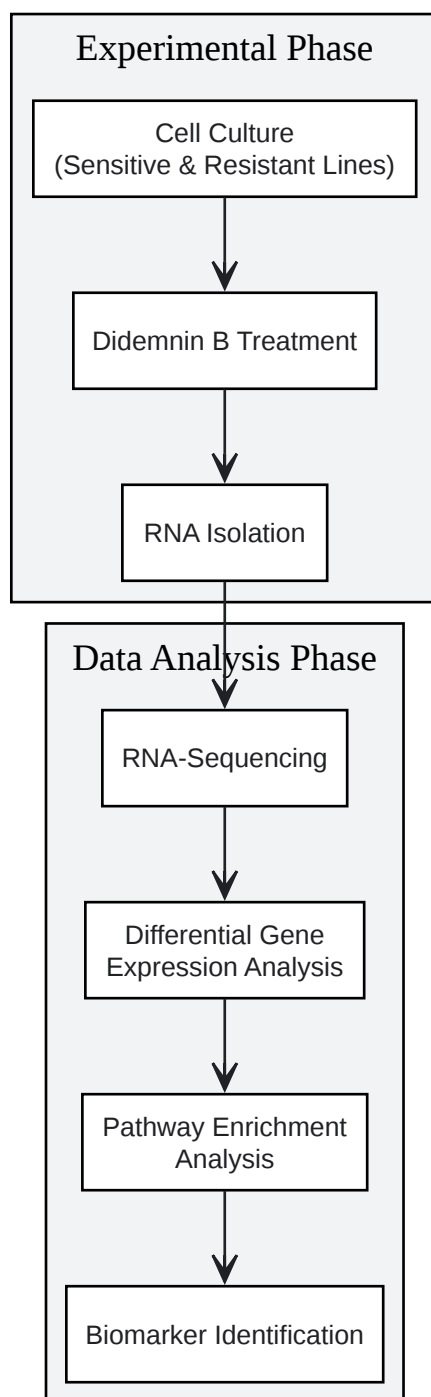 Experimental Phase
Cell Culture
(Sensitive & Resistant Lines)
Didemnin B Treatment
RNA Isolation
Data Analysis Phase
RNA-Sequencing
Differential Gene
Expression Analysis
Pathway Enrichment
Analysis
Biomarker Identification